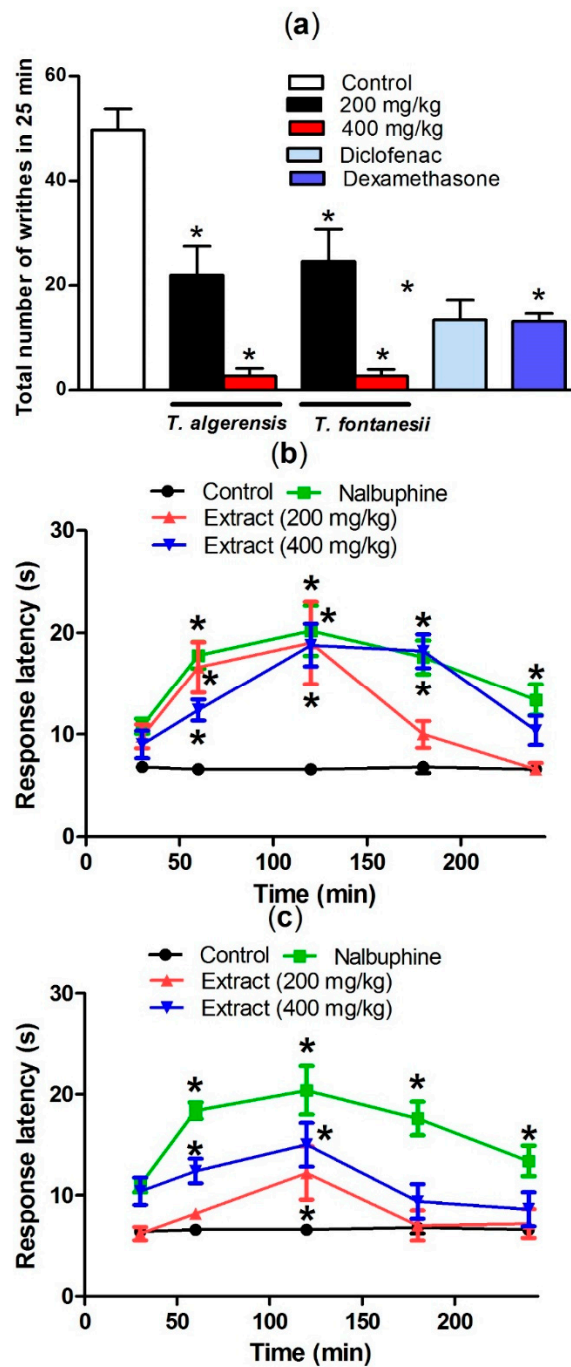 (a)
Control
200 mg/kg
400 mg/kg
Diclofenac
Dexamethasone
Total number of writhes in 25 min
60
40
20
0
*
*
*
*
*
*
T. algerensis
T. fontanesii
(b)
Control
Nalbuphine
Extract (200 mg/kg)
Extract (400 mg/kg)
Response latency (s)
30
20
10
0
*
*
*
*
*
*
*
*
*
0
50
100
150
200
Time (min)
(c)
Control
Nalbuphine
Extract (200 mg/kg)
Extract (400 mg/kg)
Response latency (s)
30
20
10
0
*
*
*
*
*
*
*
0
50
100
150
200
Time (min)